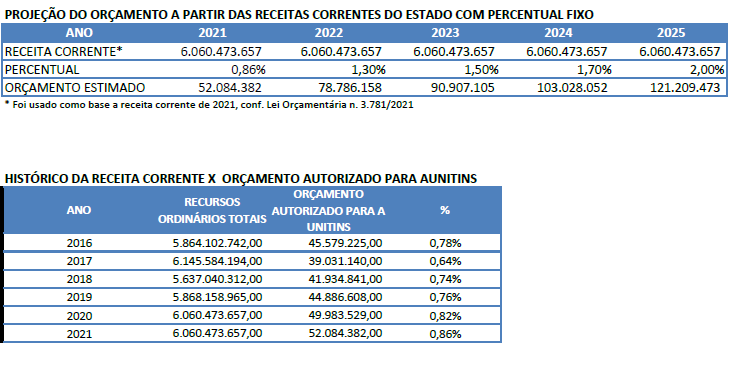 PROJEÇÃO DO ORÇAMENTO A PARTIR DAS RECEITAS CORRENTES DO ESTADO COM PERCENTUAL FIXO
ANO 2021 2022 2023 2024 2025
RECEITA CORRENTE* 6.060.473.657 6.060.473.657 6.060.473.657 6.060.473.657 6.060.473.657
PERCENTUAL 0,86% 1,30% 1,50% 1,70% 2,00%
ORÇAMENTO ESTIMADO 52.084.382 78.786.158 90.907.105 103.028.052 121.209.473
* Foi usado como base a receita corrente de 2021, conf. Lei Orçamentária n. 3.781/2021
HISTÓRICO DA RECEITA CORRENTE X ORÇAMENTO AUTORIZADO PARA AUNITINS
ANO RECURSOS ORDINÁRIOS TOTAIS ORÇAMENTO AUTORIZADO PARA A UNITINS %
2016 5.864.102.742,00 45.579.225,00 0,78%
2017 6.145.584.194,00 39.031.140,00 0,64%
2018 5.637.040.312,00 41.934.841,00 0,74%
2019 5.868.158.965,00 44.886.608,00 0,76%
2020 6.060.473.657,00 49.983.529,00 0,82%
2021 6.060.473.657,00 52.084.382,00 0,86%